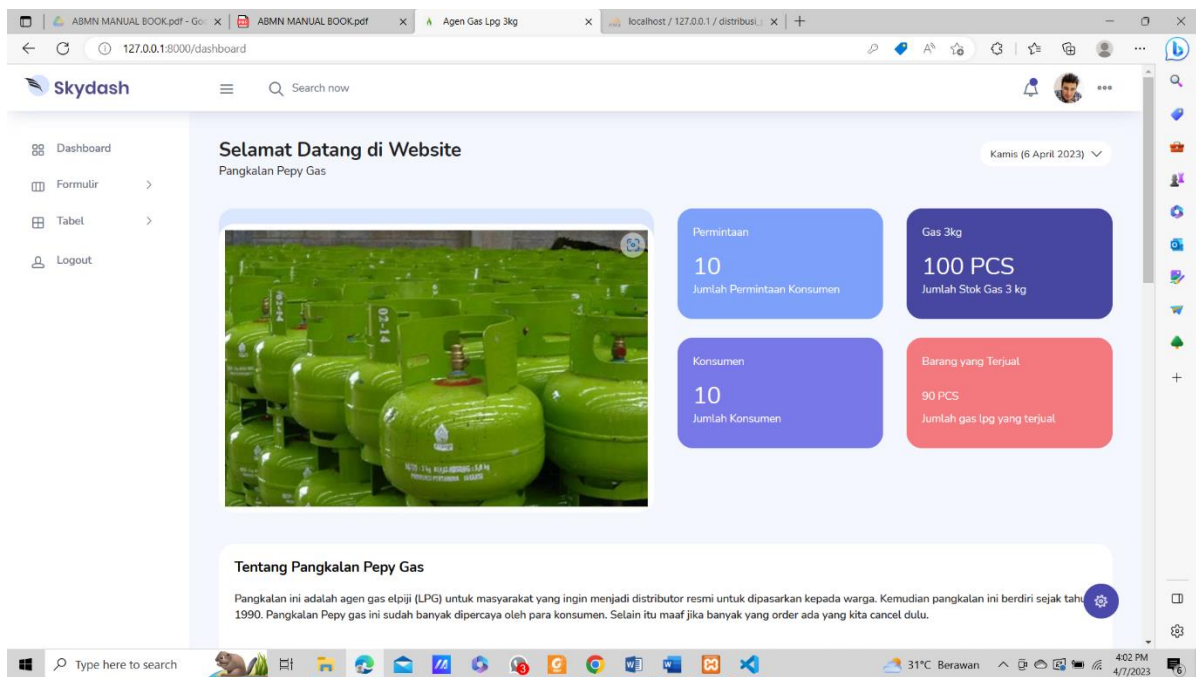 ABMN MANUAL BOOK.pdf - Go
ABMN MANUAL BOOK.pdf
Agen Gas Lpg 3kg
localhost / 127.0.0.1 / distribusi_
127.0.0.1:8000/dashboard
Skydash
Search now
Dashboard
Formulir
Tabel
Logout
Selamat Datang di Website
Pangkalan Pepy Gas
Kamis (6 April 2023)
02-24
02-14
Permintaan
10
Jumlah Permintaan Konsumen
Gas 3kg
100 PCS
Jumlah Stok Gas 3 kg
Konsumen
10
Jumlah Konsumen
Barang yang Terjual
90 PCS
Jumlah gas lpg yang terjual
Tentang Pangkalan Pepy Gas
Pangkalan ini adalah agen gas elpiji (LPG) untuk masyarakat yang ingin menjadi distributor resmi untuk dipasarkan kepada warga. Kemudian pangkalan ini berdiri sejak tahu
1990. Pangkalan Pepy gas ini sudah banyak dipercaya oleh para konsumen. Selain itu maaf jika banyak yang order ada yang kita cancel dulu.
Type here to search
31°C Berawan
4:02 PM
4/7/2023